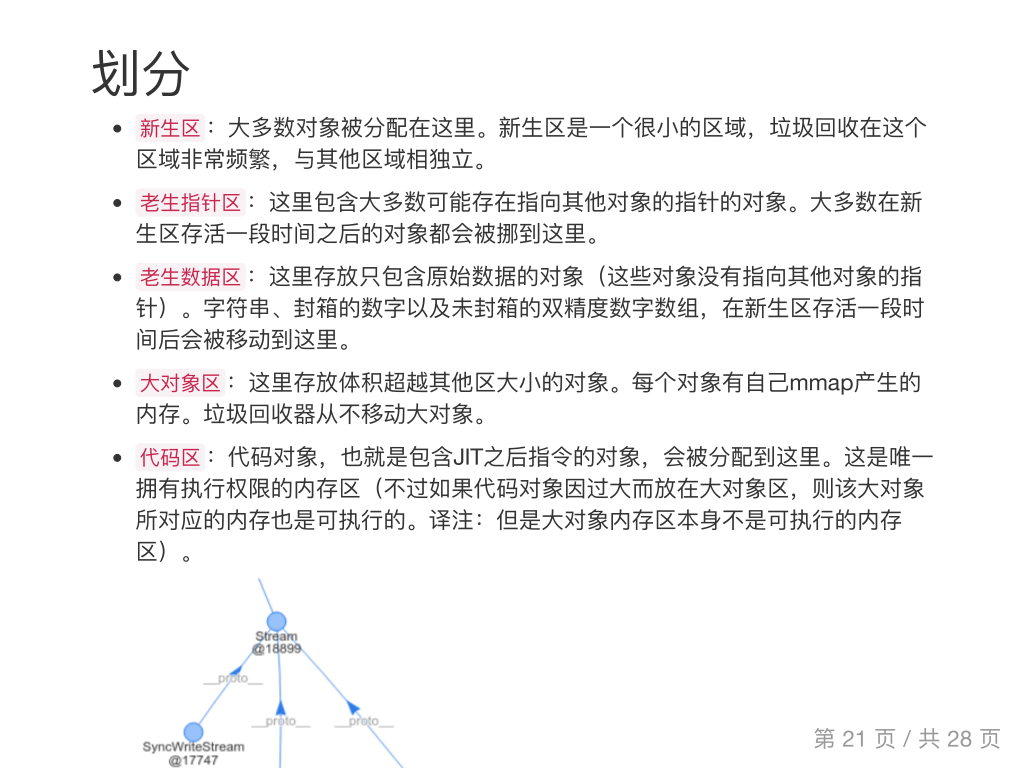 划分
新生区：大多数对象被分配在这里。新生区是一个很小的区域，垃圾回收在这个
区域非常频繁，与其他区域相独立。
老生指针区：这里包含大多数可能存在指向其他对象的指针的对象。大多数在新
生区存活一段时间之后的对象都会被挪到这里。
老生数据区：这里存放只包含原始数据的对象（这些对象没有指向其他对象的指
针）。字符串、封箱的数字以及未封箱的双精度数字数组，在新生区存活一段时
间后会被移动到这里。
大对象区：这里存放体积超越其他区大小的对象。每个对象有自己mmap产生的
内存。垃圾回收器从不移动大对象。
代码区：代码对象，也就是包含JIT之后指令的对象，会被分配到这里。这是唯一
拥有执行权限的内存区（不过如果代码对象因过大而放在大对象区，则该大对象
所对应的内存也是可执行的。译注：但是大对象内存区本身不是可执行的内存
区）。
Stream
@18899
__proto__
__proto__ __proto__
SyncWriteStream
@17747
第 21 页 / 共 28 页